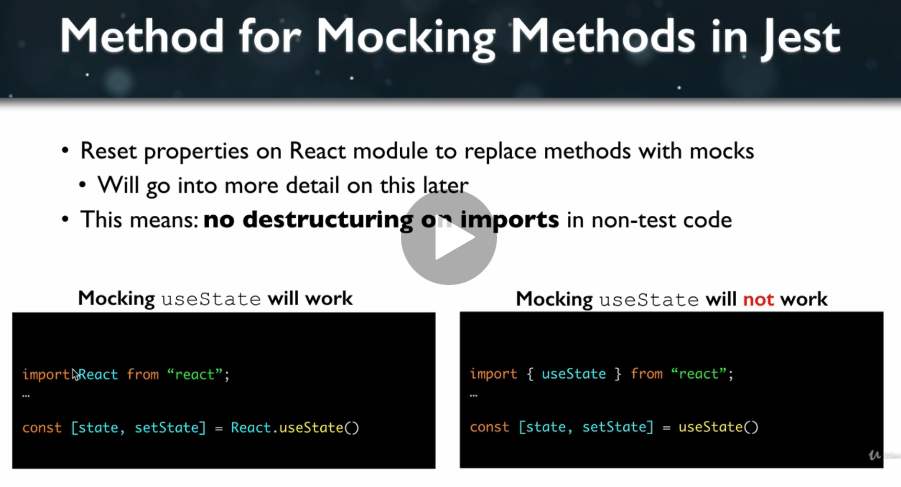 Method for Mocking Methods in Jest
• Reset properties on React module to replace methods with mocks
• Will go into more detail on this later
• This means: no destructuring on imports in non-test code
Mocking useState will work
import React from “react”;
…
const [state, setState] = React.useState()
Mocking useState will not work
import { useState } from “react”;
…
const [state, setState] = useState()